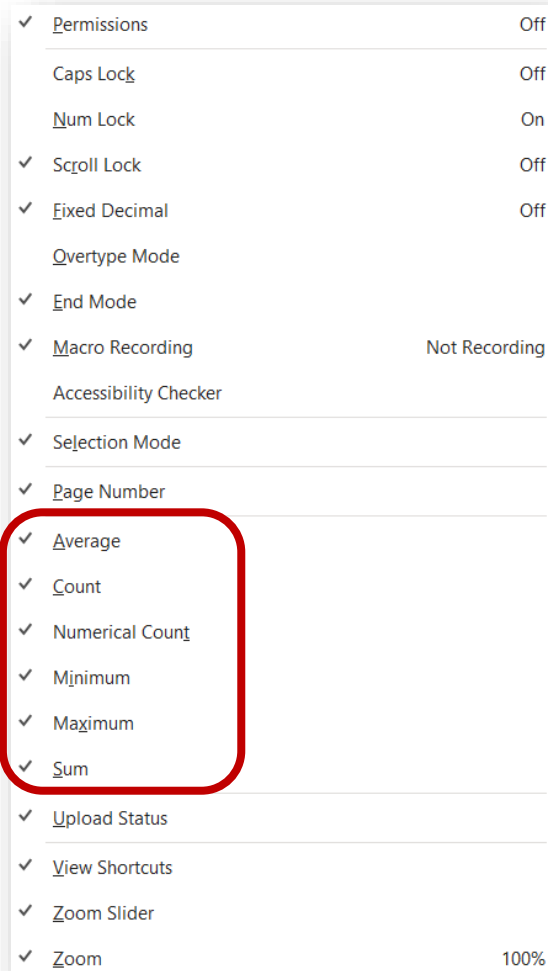 Permissions Off
Caps Lock Off
Num Lock On
Scroll Lock Off
Fixed Decimal Off
Overtype Mode
End Mode
Macro Recording Not Recording
Accessibility Checker
Selection Mode
Page Number
Average
Count
Numerical Count
Minimum
Maximum
Sum
Upload Status
View Shortcuts
Zoom Slider
Zoom 100%